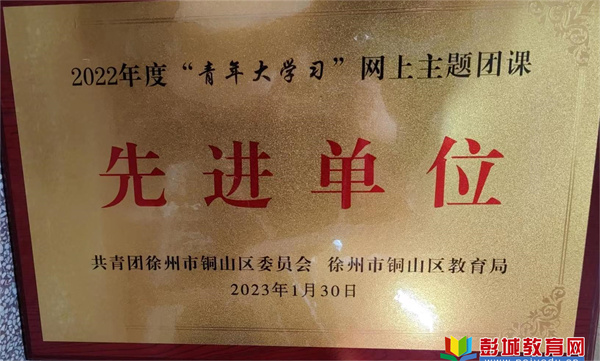 2022年度“青年大学习”网上主题团课
先进单位
共青团徐州市铜山区委员会 徐州市铜山区教育局
2023年1月30日
彭城教育网